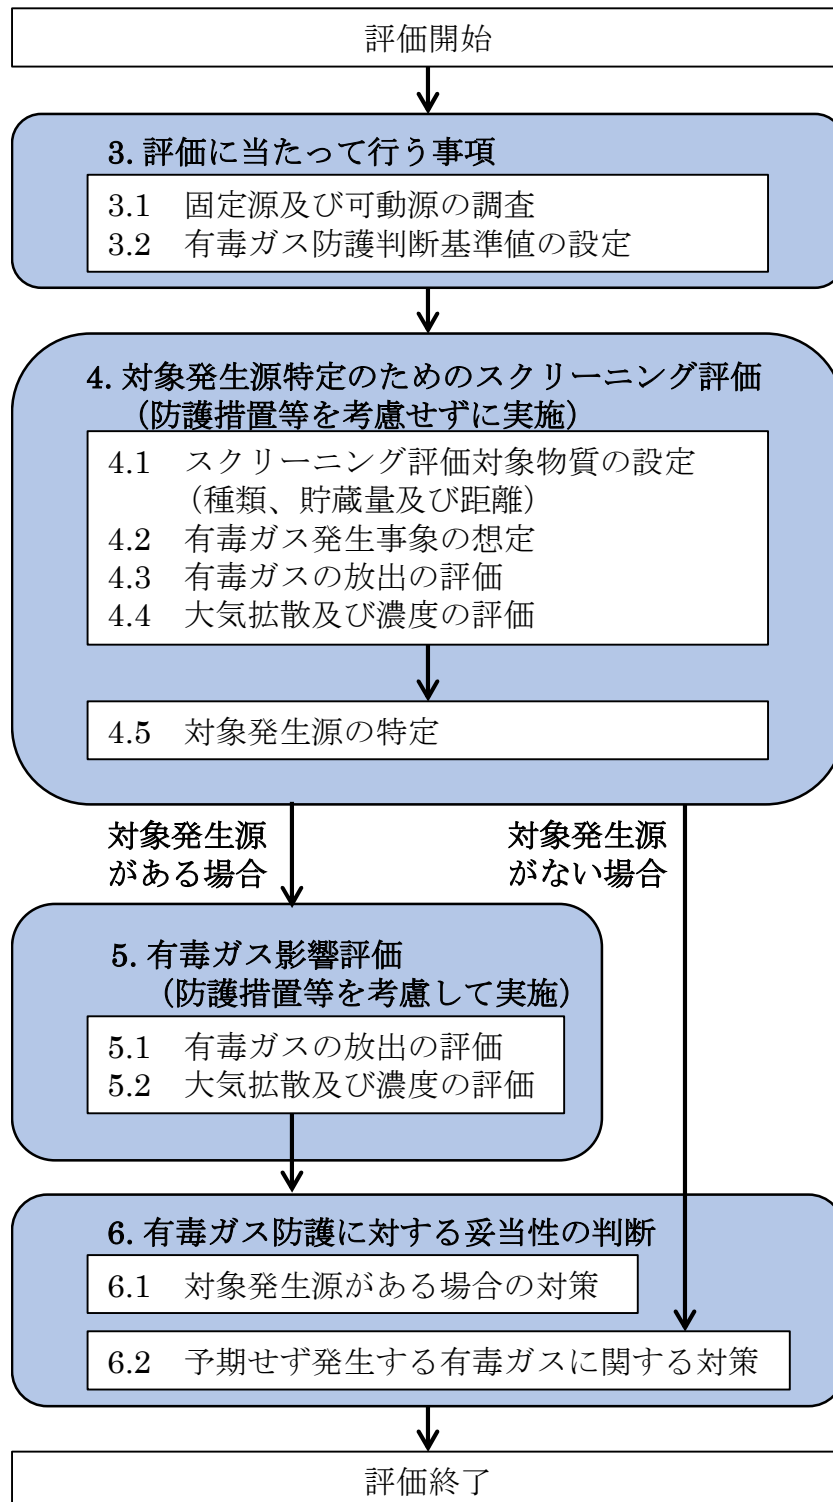 評価開始
3. 評価に当たって行う事項
3.1 固定源及び可動源の調査
3.2 有毒ガス防護判断基準値の設定
4. 対象発生源特定のためのスクリーニング評価
（防護措置等を考慮せずに実施）
4.1 スクリーニング評価対象物質の設定
（種類、貯蔵量及び距離）
4.2 有毒ガス発生事象の想定
4.3 有毒ガスの放出の評価
4.4 大気拡散及び濃度の評価
4.5 対象発生源の特定
対象発生源
がある場合
対象発生源
がない場合
5. 有毒ガス影響評価
（防護措置等を考慮して実施）
5.1 有毒ガスの放出の評価
5.2 大気拡散及び濃度の評価
6. 有毒ガス防護に対する妥当性の判断
6.1 対象発生源がある場合の対策
6.2 予期せず発生する有毒ガスに関する対策
評価終了